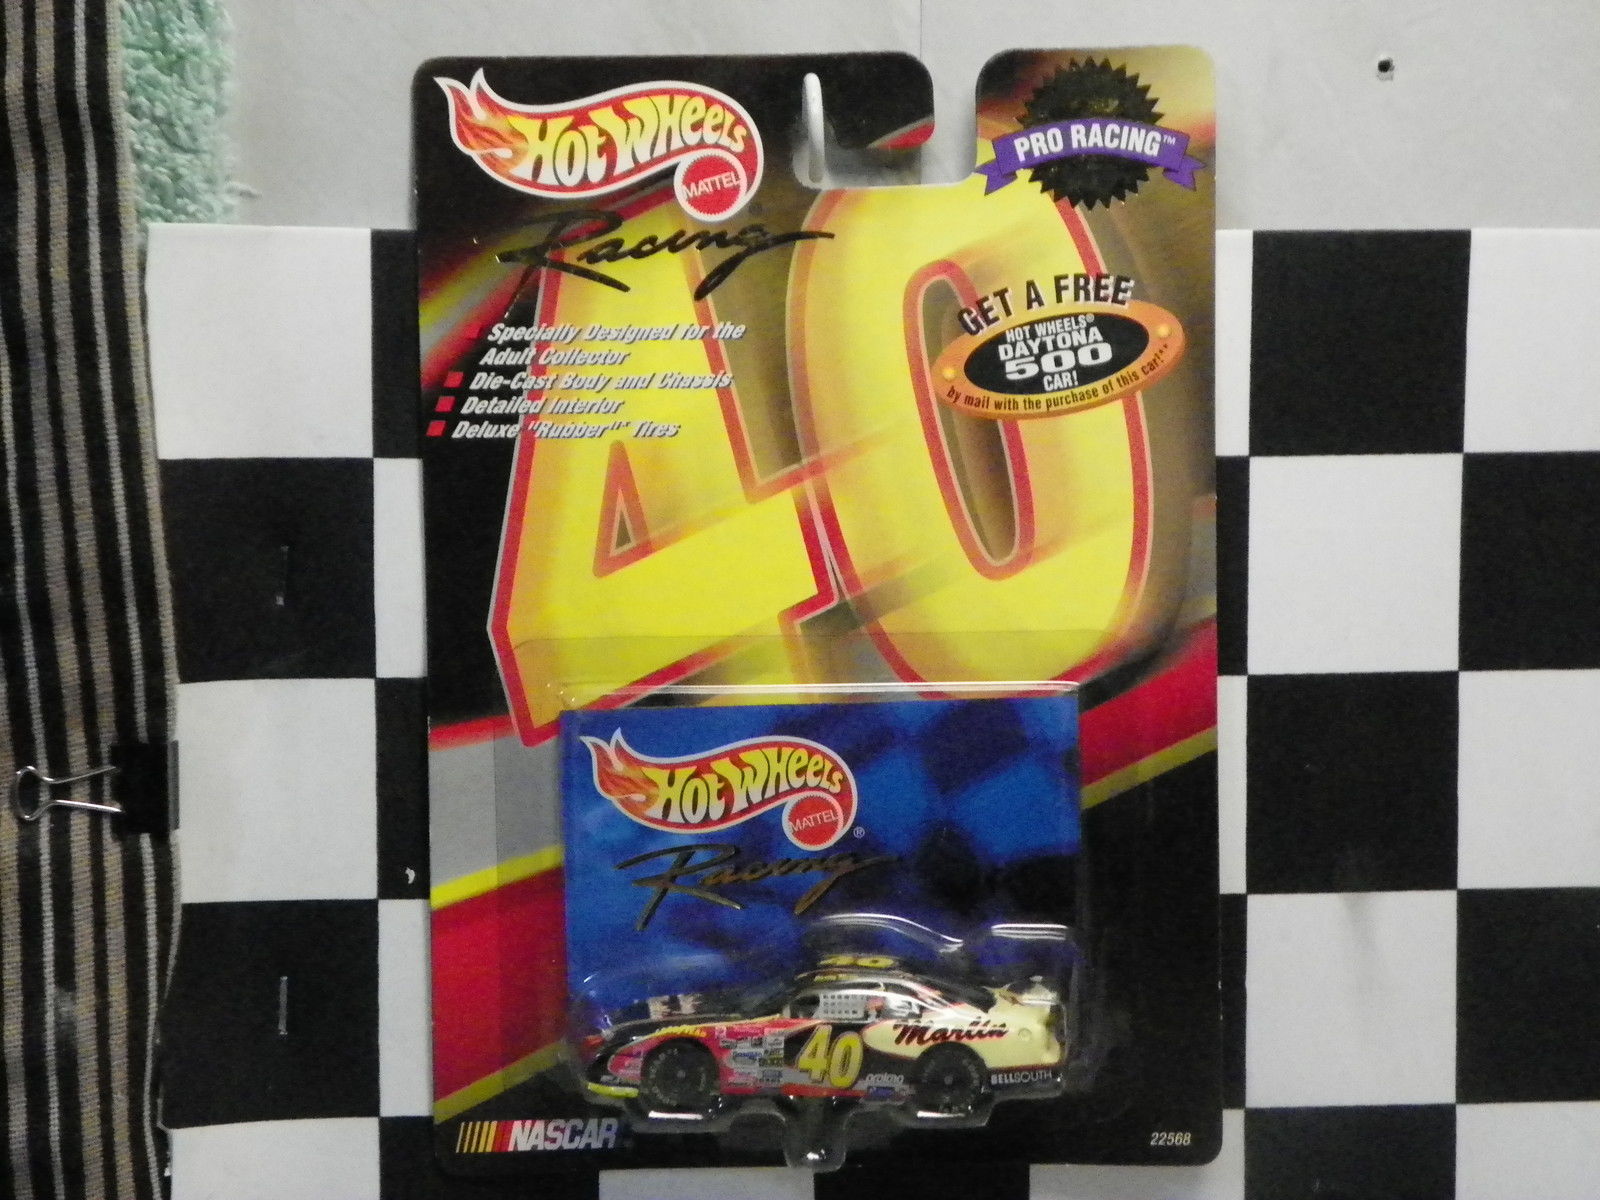 HOT WHEELS
MATTEL
®
Racing
PRO RACING™
Specially Designed for the
Adult Collector
Die-Cast Body and Chassis
Detailed Interior
Deluxe "Rubber"* Tires
GET A FREE
HOT WHEELS®
DAYTONA
500
CAR!
by mail with the purchase of this car!**
40
HOT WHEELS
MATTEL
®
Racing
40
Marlin
40
BELLSOUTH
NASCAR
22568